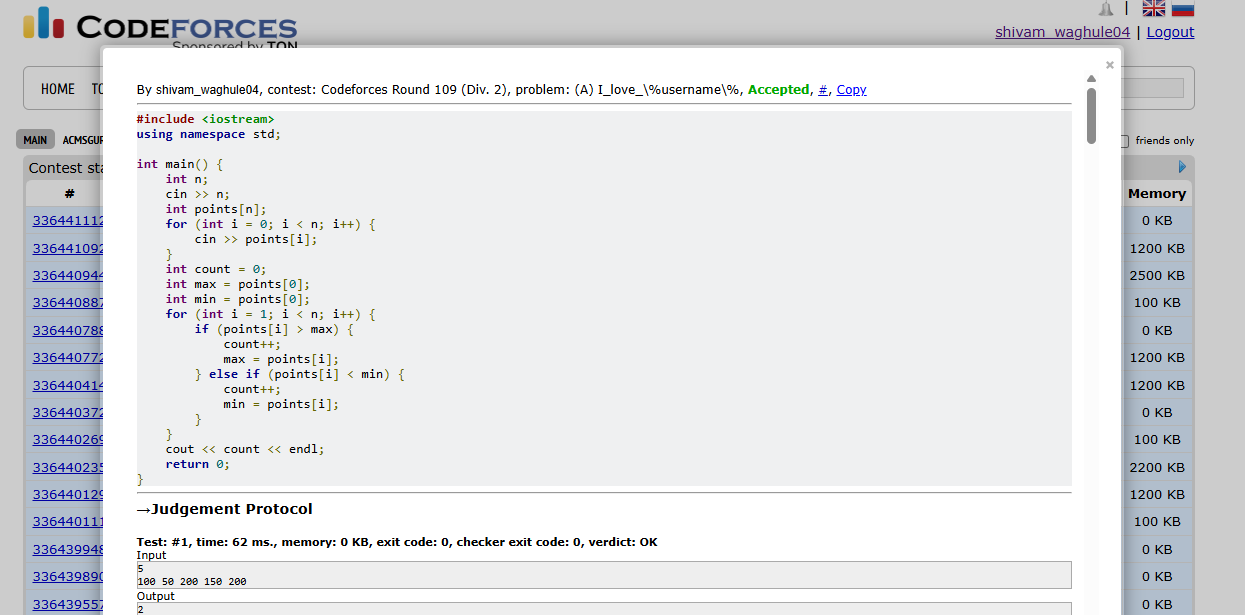 CODEFORCES
Sponsored by TON
shivam_waghule04 | Logout
HOME
MAIN ACMSGUR
friends only
Contest sta
#
Memory
336441112
0 KB
336441092
1200 KB
336440944
2500 KB
336440887
100 KB
336440788
0 KB
336440772
1200 KB
336440414
1200 KB
336440372
0 KB
336440269
100 KB
336440235
2200 KB
336440129
1200 KB
336440111
100 KB
336439948
0 KB
336439890
0 KB
336439557
0 KB
×
By shivam_waghule04, contest: Codeforces Round 109 (Div. 2), problem: (A) I_love_\%username\%, Accepted, #, Copy
#include <iostream>
using namespace std;
int main() {
    int n;
    cin >> n;
    int points[n];
    for (int i = 0; i < n; i++) {
        cin >> points[i];
    }
    int count = 0;
    int max = points[0];
    int min = points[0];
    for (int i = 1; i < n; i++) {
        if (points[i] > max) {
            count++;
            max = points[i];
        } else if (points[i] < min) {
            count++;
            min = points[i];
        }
    }
    cout << count << endl;
    return 0;
}
→Judgement Protocol
Test: #1, time: 62 ms., memory: 0 KB, exit code: 0, checker exit code: 0, verdict: OK
Input
5
100 50 200 150 200
Output
2